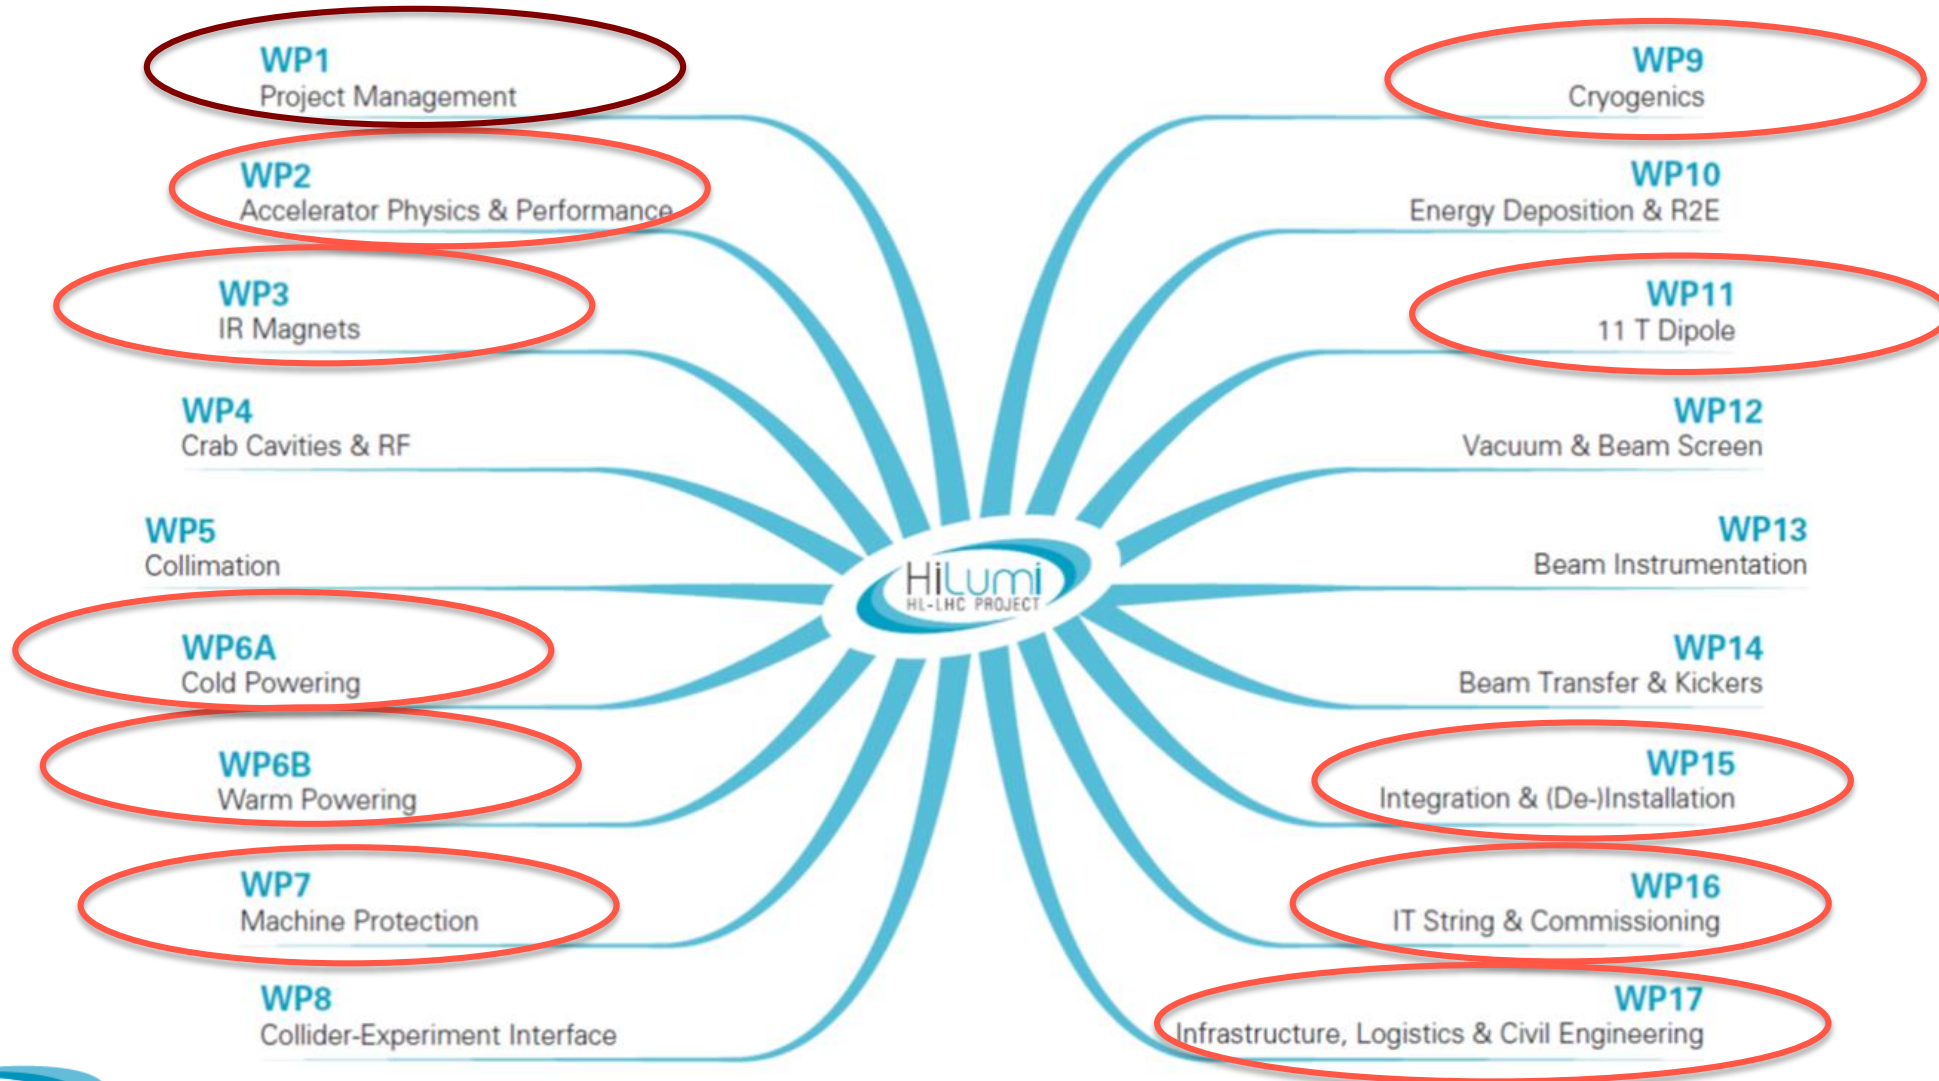 WP1
Project Management
WP2
Accelerator Physics & Performance
WP3
IR Magnets
WP4
Crab Cavities & RF
WP5
Collimation
WP6A
Cold Powering
WP6B
Warm Powering
WP7
Machine Protection
WP8
Collider-Experiment Interface
HiLumi
HL-LHC PROJECT
WP9
Cryogenics
WP10
Energy Deposition & R2E
WP11
11 T Dipole
WP12
Vacuum & Beam Screen
WP13
Beam Instrumentation
WP14
Beam Transfer & Kickers
WP15
Integration & (De-)Installation
WP16
IT String & Commissioning
WP17
Infrastructure, Logistics & Civil Engineering